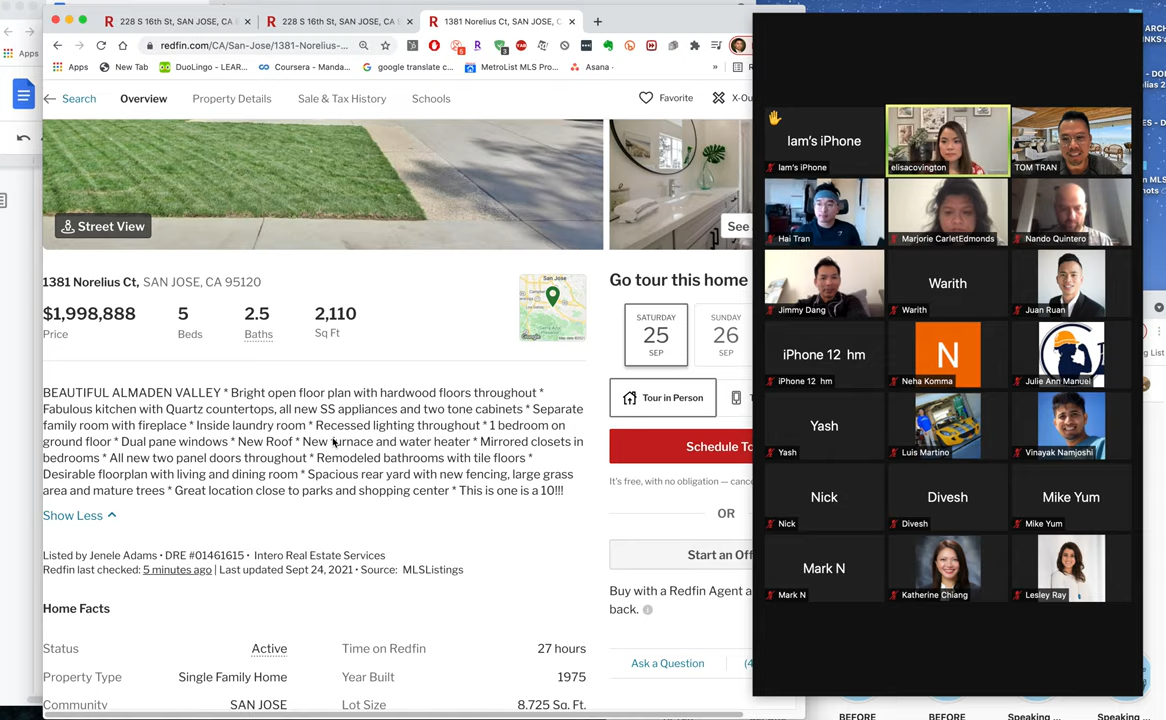 228 S 16th St, SAN JOSE, CA
228 S 16th St, SAN JOSE, CA
1381 Norelius Ct, SAN JOSE, C
redfin.com/CA/San-Jose/1381-Norelius-...
Apps
Apps
New Tab
DuoLingo - LEAR...
Coursera - Manda...
google translate c...
MetroList MLS Pro...
Asana -
Search
Overview
Property Details
Sale & Tax History
Schools
Favorite
X-Ou
Street View
See
1381 Norelius Ct, SAN JOSE, CA 95120
$1,998,888
5
2.5
2,110
Price
Beds
Baths
Sq Ft
San Jose
Google
BEAUTIFUL ALMADEN VALLEY * Bright open floor plan with hardwood floors throughout *
Fabulous kitchen with Quartz countertops, all new SS appliances and two tone cabinets * Separate
family room with fireplace * Inside laundry room * Recessed lighting throughout * 1 bedroom on
ground floor * Dual pane windows * New Roof * New furnace and water heater * Mirrored closets in
bedrooms * All new two panel doors throughout * Remodeled bathrooms with tile floors *
Desirable floorplan with living and dining room * Spacious rear yard with new fencing, large grass
area and mature trees * Great location close to parks and shopping center * This is one is a 10!!!
Show Less
Listed by Jenele Adams • DRE #01461615 • Intero Real Estate Services
Redfin last checked: 5 minutes ago | Last updated Sept 24, 2021 • Source: MLSListings
Home Facts
Status
Active
Time on Redfin
27 hours
Property Type
Single Family Home
Year Built
1975
Community
SAN JOSE
Lot Size
8,725 Sq. Ft.
Go tour this home
SATURDAY
25
SEP
SUNDAY
26
SEP
Tour in Person
Schedule To
It's free, with no obligation — cance
OR
Start an Off
Buy with a Redfin Agent a
back.
Ask a Question
(4
Iam's iPhone
Iam's iPhone
elisacovington
TOM TRAN
Hai Tran
Marjorie CarletEdmonds
Nando Quintero
Jimmy Dang
Warith
Warith
Juan Ruan
iPhone 12 hm
iPhone 12 hm
N
Neha Komma
Julie Ann Manuel
Yash
Yash
Luis Martino
Vinayak Namjoshi
Nick
Nick
Divesh
Divesh
Mike Yum
Mike Yum
Mark N
Mark N
Katherine Chiang
Lesley Ray
ng List
BEFORE
BEFORE
Speaking ...
Speaking ...